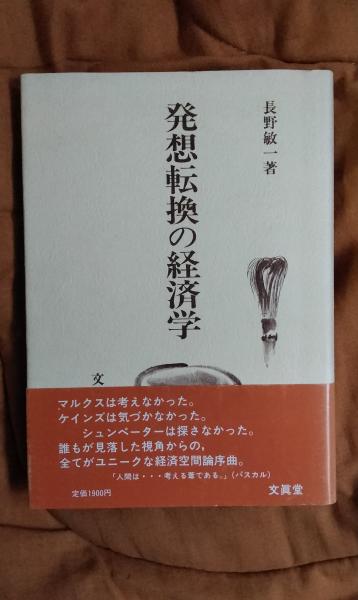 長野敏一著
発想転換の経済学
文
マルクスは考えなかった。
ケインズは気づかなかった。
シュンペーターは探さなかった。
誰もが見落した視角からの,
全てがユニークな経済空間論序曲。
「人間は・・・考える葦である。」(パスカル)
定価1900円
文眞堂